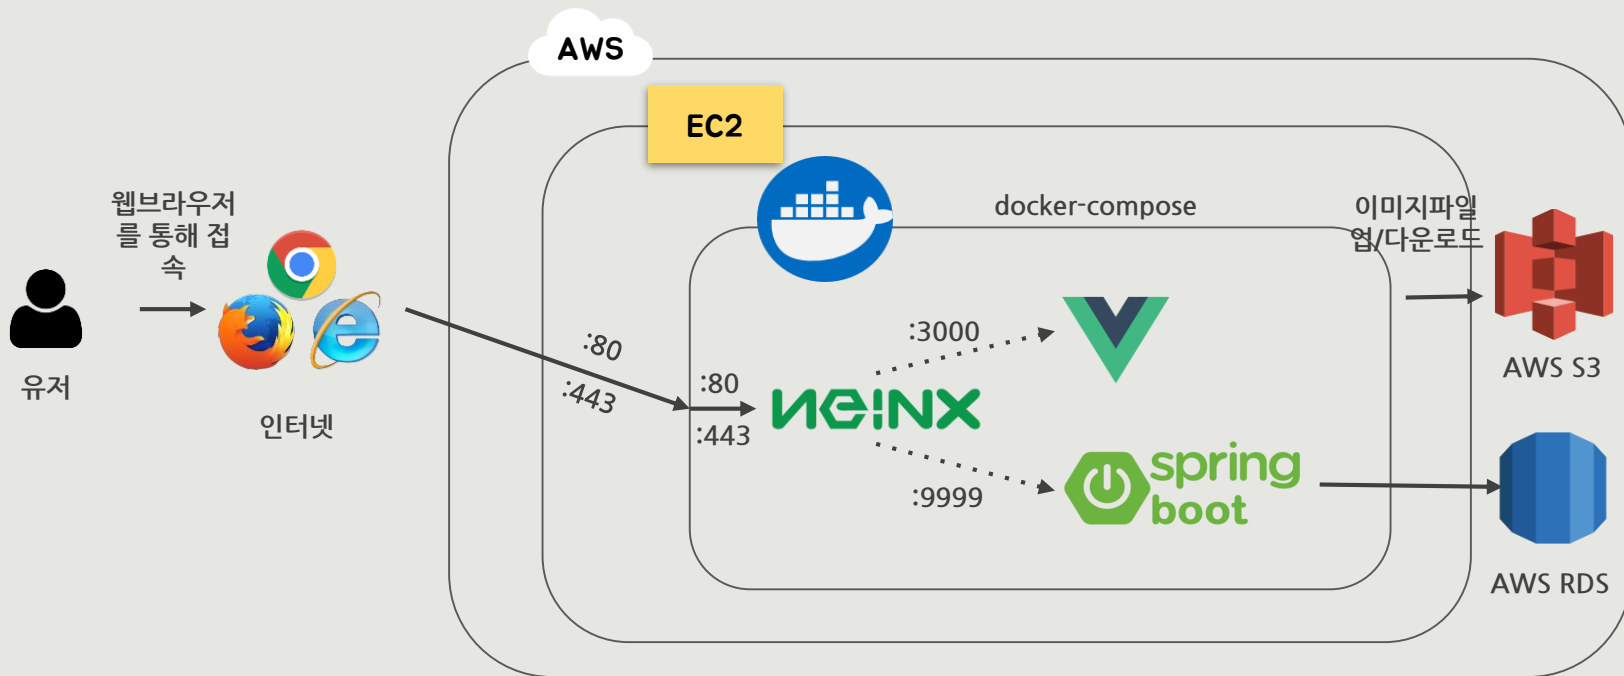 AWS
EC2
docker-compose
웹브라우저
를 통해 접
속
이미지파일
업/다운로드
유저
인터넷
:80
:443
:80
:443
:3000
NGINX
:9999
spring
boot
AWS S3
AWS RDS